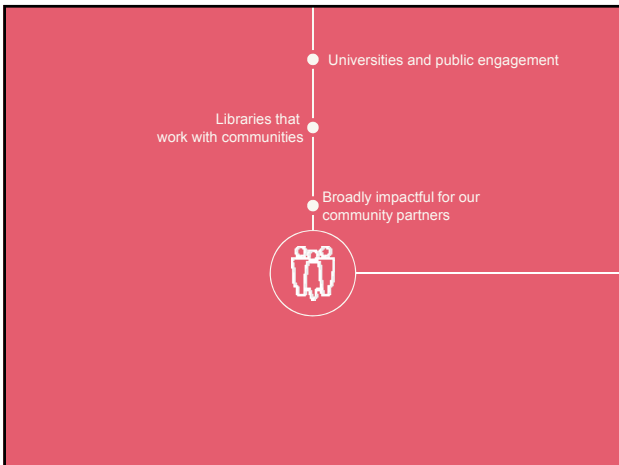 Universities and public engagement
Libraries that
work with communities
Broadly impactful for our
community partners